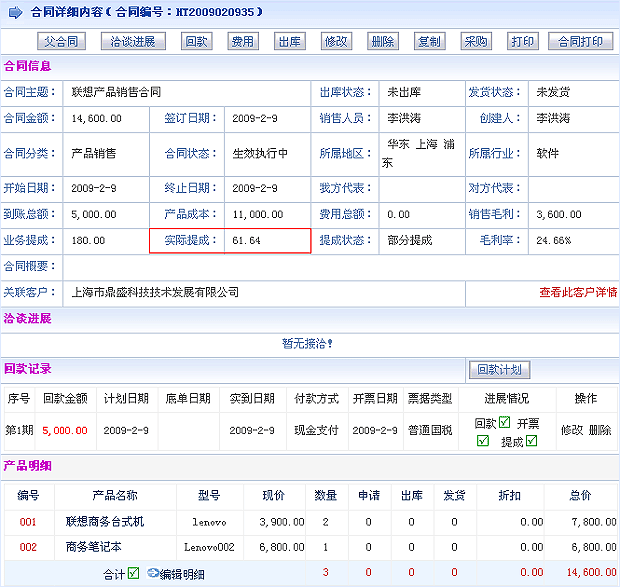 合同详细内容(合同编号:HT2009020935)
父合同 洽谈进展 回款 费用 出库 修改 删除 复制 采购 打印 合同打印
合同信息
合同主题: 联想产品销售合同 出库状态: 未出库 发货状态: 未发货
合同金额: 14,600.00 签订日期: 2009-2-9 销售人员: 李洪涛 创建人: 李洪涛
合同分类: 产品销售 合同状态: 生效执行中 所属地区: 华东 上海 浦
东 所属行业: 软件
开始日期: 2009-2-9 终止日期: 2009-2-9 我方代表: 对方代表:
到账总额: 5,000.00 产品成本: 11,000.00 费用总额: 0.00 销售毛利: 3,600.00
业务提成: 180.00 实际提成: 61.64 提成状态: 部分提成 毛利率: 24.66%
合同概要:
关联客户: 上海市鼎盛科技技术发展有限公司 查看此客户详情
洽谈进展
暂无接洽!
回款记录 回款计划
序号 回款金额 计划日期 底单日期 实到日期 付款方式 开票日期 票据类型 进展情况 操作
第1期 5,000.00 2009-2-9 2009-2-9 现金支付 2009-2-9 普通国税 回款 开票
提成 修改 删除
产品明细
编号 产品名称 型号 现价 数量 申请 出库 发货 折扣 总价
001 联想商务台式机 lenovo 3,900.00 2 0 0 0 0.00 7,800.00
002 商务笔记本 Lenovo002 6,800.00 1 0 0 0 0.00 6,800.00
合计 编辑明细 3 0 0 0 0.00 14,600.00